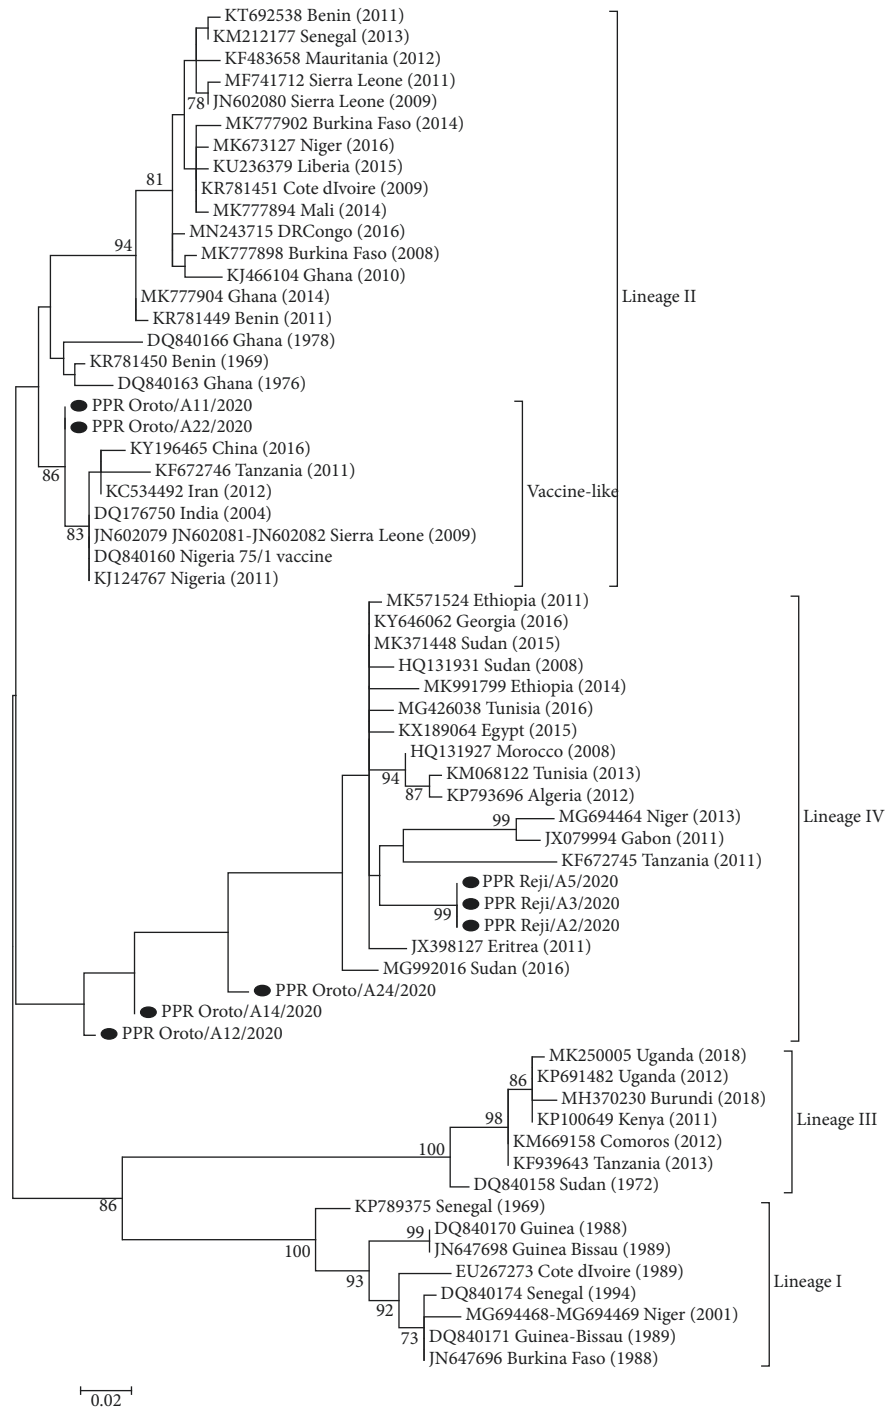 KT692538 Benin (2011)
KM212177 Senegal (2013)
KF483658 Mauritania (2012)
MF741712 Sierra Leone (2011)
78
JN602080 Sierra Leone (2009)
MK777902 Burkina Faso (2014)
MK673127 Niger (2016)
KU236379 Liberia (2015)
81
KR781451 Cote dIvoire (2009)
MK777894 Mali (2014)
MN243715 DRCongo (2016)
94
MK777898 Burkina Faso (2008)
KJ466104 Ghana (2010)
MK777904 Ghana (2014)
Lineage II
KR781449 Benin (2011)
DQ840166 Ghana (1978)
KR781450 Benin (1969)
DQ840163 Ghana (1976)
PPR Oroto/A11/2020
PPR Oroto/A22/2020
KY196465 China (2016)
86
KF672746 Tanzania (2011)
KC534492 Iran (2012)
Vaccine-like
DQ176750 India (2004)
83
JN602079 JN602081-JN602082 Sierra Leone (2009)
DQ840160 Nigeria 75/1 vaccine
KJ124767 Nigeria (2011)
MK571524 Ethiopia (2011)
KY646062 Georgia (2016)
MK371448 Sudan (2015)
HQ131931 Sudan (2008)
MK991799 Ethiopia (2014)
MG426038 Tunisia (2016)
KX189064 Egypt (2015)
HQ131927 Morocco (2008)
94
KM068122 Tunisia (2013)
87
KP793696 Algeria (2012)
99
MG694464 Niger (2013)
Lineage IV
JX079994 Gabon (2011)
KF672745 Tanzania (2011)
PPR Reji/A5/2020
99
PPR Reji/A3/2020
PPR Reji/A2/2020
JX398127 Eritrea (2011)
MG992016 Sudan (2016)
PPR Oroto/A24/2020
PPR Oroto/A14/2020
PPR Oroto/A12/2020
MK250005 Uganda (2018)
86
KP691482 Uganda (2012)
MH370230 Burundi (2018)
98
KP100649 Kenya (2011)
Lineage III
KM669158 Comoros (2012)
100
KF939643 Tanzania (2013)
DQ840158 Sudan (1972)
86
KP789375 Senegal (1969)
99
DQ840170 Guinea (1988)
100
JN647698 Guinea Bissau (1989)
93
EU267273 Cote dIvoire (1989)
Lineage I
92
DQ840174 Senegal (1994)
MG694468-MG694469 Niger (2001)
73
DQ840171 Guinea-Bissau (1989)
JN647696 Burkina Faso (1988)
0.02